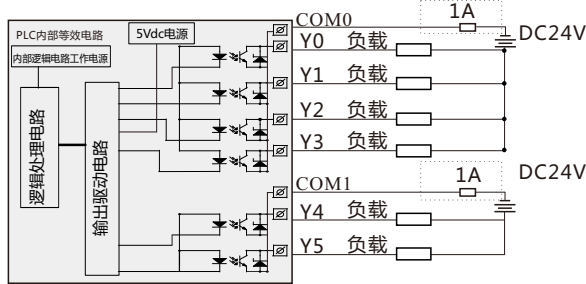 PLC内部等效电路
5Vdc电源
内部逻辑电路工作电源
逻辑处理电路
输出驱动电路
COM0
1A
DC24V
Y0 负载
Y1 负载
Y2 负载
Y3 负载
COM1
1A
DC24V
Y4 负载
Y5 负载